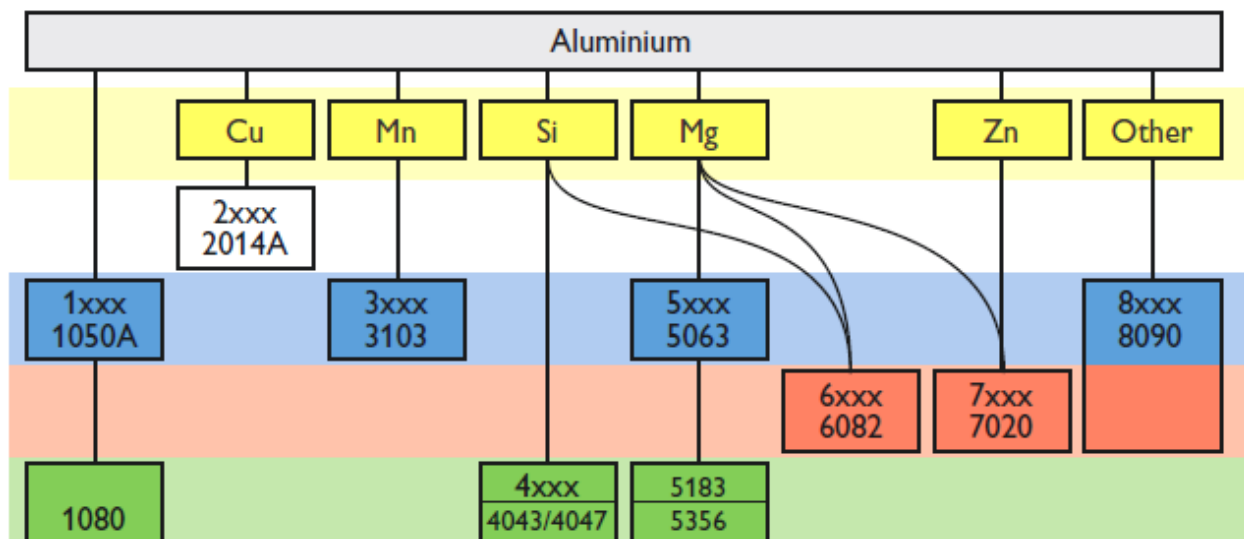 Aluminium
Cu
Mn
Si
Mg
Zn
Other
2xxx
2014A
1xxx
1050A
3xxx
3103
5xxx
5063
8xxx
8090
6xxx
6082
7xxx
7020
1080
4xxx
4043/4047
5183
5356